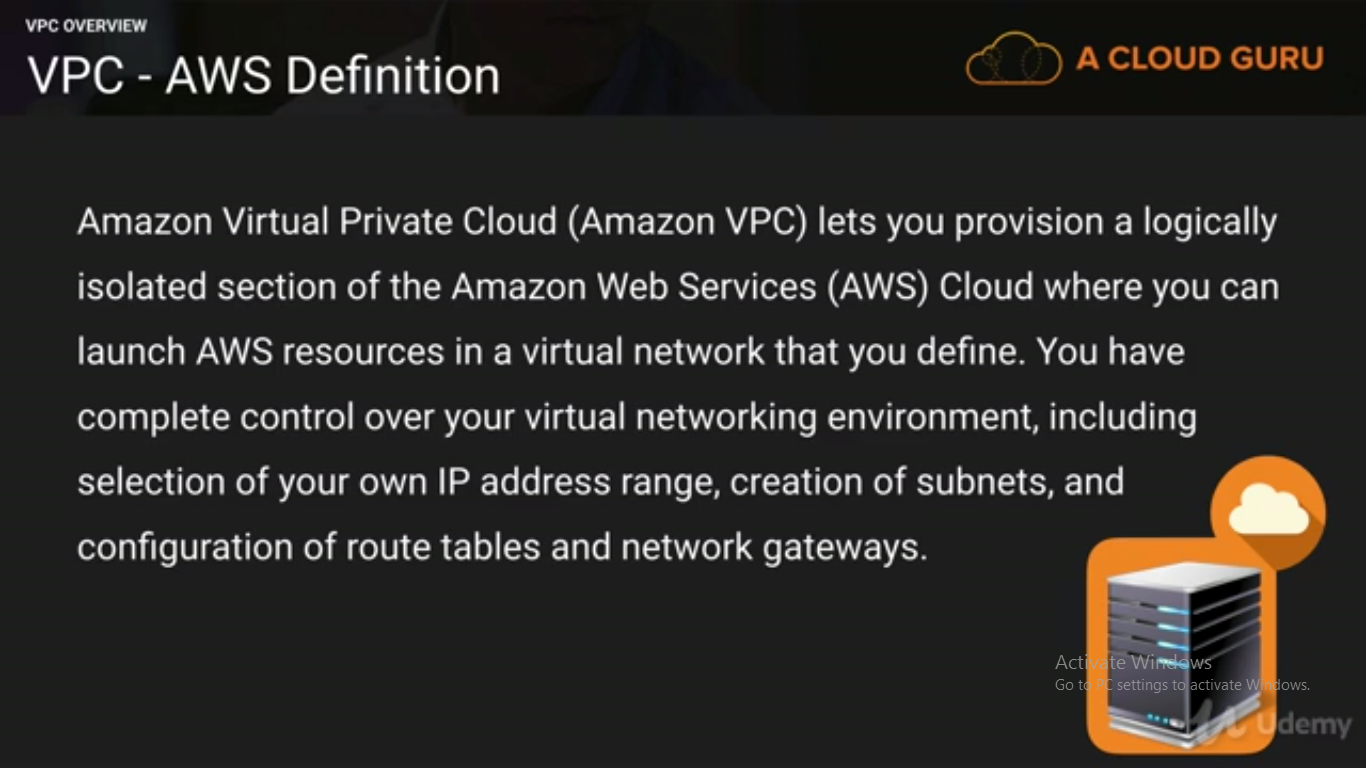 VPC OVERVIEW
VPC - AWS Definition
A CLOUD GURU
Amazon Virtual Private Cloud (Amazon VPC) lets you provision a logically
isolated section of the Amazon Web Services (AWS) Cloud where you can
launch AWS resources in a virtual network that you define. You have
complete control over your virtual networking environment, including
selection of your own IP address range, creation of subnets, and
configuration of route tables and network gateways.
Activate Windows
Go to PC settings to activate Windows.
Udemy